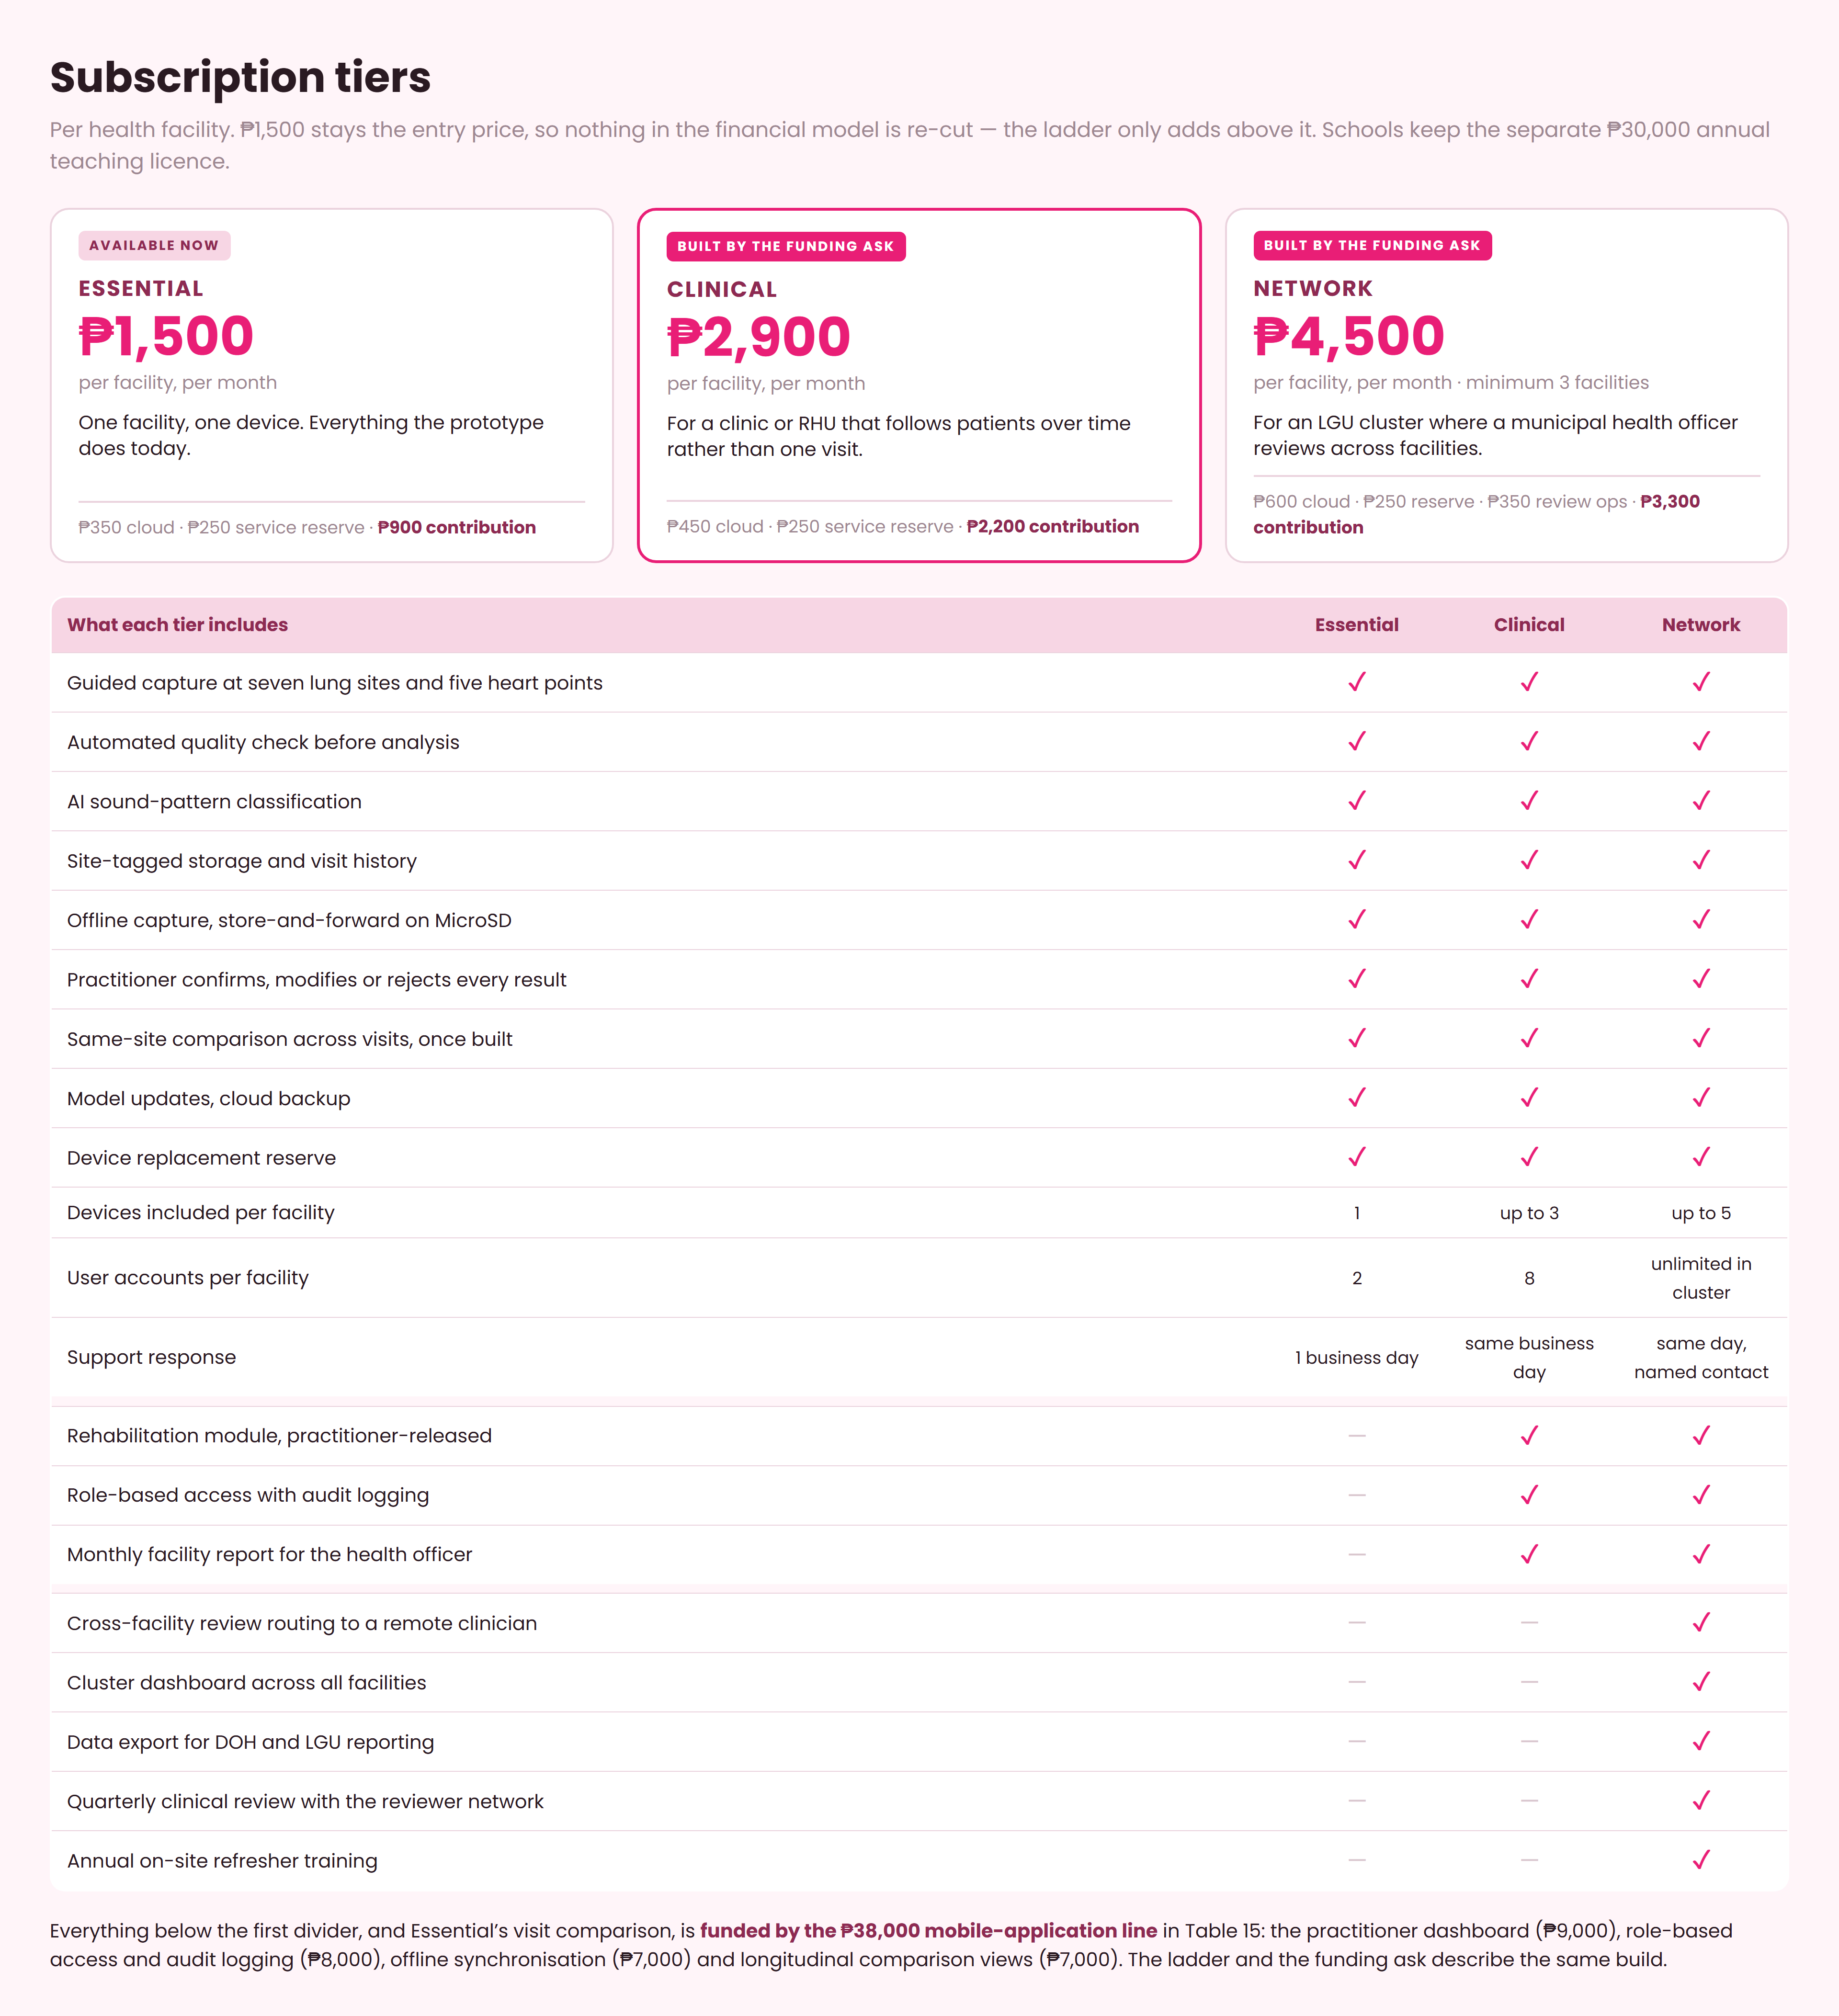 Subscription tiers
Per health facility. ₱1,500 stays the entry price, so nothing in the financial model is re-cut — the ladder only adds above it. Schools keep the separate ₱30,000 annual
teaching licence.
AVAILABLE NOW
ESSENTIAL
₱1,500
per facility, per month
One facility, one device. Everything the prototype
does today.
₱350 cloud · ₱250 service reserve · ₱900 contribution
BUILT BY THE FUNDING ASK
CLINICAL
₱2,900
per facility, per month
For a clinic or RHU that follows patients over time
rather than one visit.
₱450 cloud · ₱250 service reserve · ₱2,200 contribution
BUILT BY THE FUNDING ASK
NETWORK
₱4,500
per facility, per month · minimum 3 facilities
For an LGU cluster where a municipal health officer
reviews across facilities.
₱600 cloud · ₱250 reserve · ₱350 review ops · ₱3,300
contribution
What each tier includes Essential Clinical Network
Guided capture at seven lung sites and five heart points ✓ ✓ ✓
Automated quality check before analysis ✓ ✓ ✓
AI sound-pattern classification ✓ ✓ ✓
Site-tagged storage and visit history ✓ ✓ ✓
Offline capture, store-and-forward on MicroSD ✓ ✓ ✓
Practitioner confirms, modifies or rejects every result ✓ ✓ ✓
Same-site comparison across visits, once built ✓ ✓ ✓
Model updates, cloud backup ✓ ✓ ✓
Device replacement reserve ✓ ✓ ✓
Devices included per facility 1 up to 3 up to 5
User accounts per facility 2 8 unlimited in
cluster
Support response 1 business day same business
day same day,
named contact
Rehabilitation module, practitioner-released — ✓ ✓
Role-based access with audit logging — ✓ ✓
Monthly facility report for the health officer — ✓ ✓
Cross-facility review routing to a remote clinician — — ✓
Cluster dashboard across all facilities — — ✓
Data export for DOH and LGU reporting — — ✓
Quarterly clinical review with the reviewer network — — ✓
Annual on-site refresher training — — ✓
Everything below the first divider, and Essential’s visit comparison, is funded by the ₱38,000 mobile-application line in Table 15: the practitioner dashboard (₱9,000), role-based
access and audit logging (₱8,000), offline synchronisation (₱7,000) and longitudinal comparison views (₱7,000). The ladder and the funding ask describe the same build.